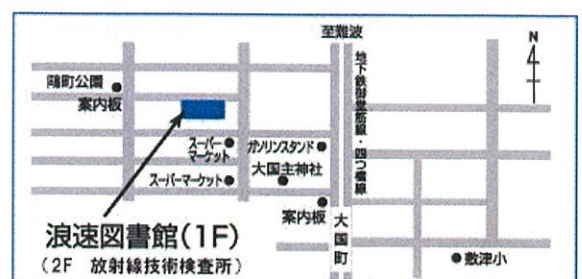 至難波
N
鷗町公園
案内板
地下鉄御堂筋線・四つ橋線
スーパー
マーケット
ガソリンスタンド
大国主神社
スーパーマーケット
案内板
大国町
浪速図書館(1F)
(2F 放射線技術検査所)
敷津小